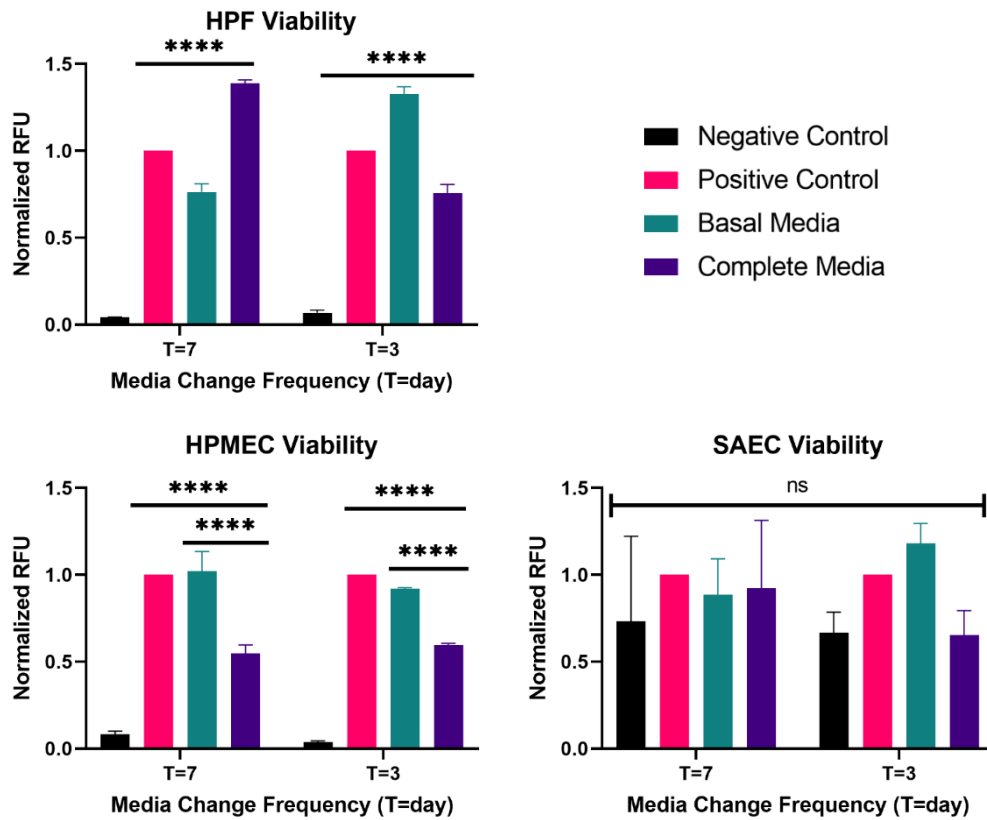 HPF Viability
****
****
Normalized RFU
1.5
1.0
0.5
0.0
T=7
T=3
Media Change Frequency (T=day)
Negative Control
Positive Control
Basal Media
Complete Media
HPMEC Viability
****
****
****
****
Normalized RFU
1.5
1.0
0.5
0.0
T=7
T=3
Media Change Frequency (T=day)
SAEC Viability
ns
Normalized RFU
1.5
1.0
0.5
0.0
T=7
T=3
Media Change Frequency (T=day)